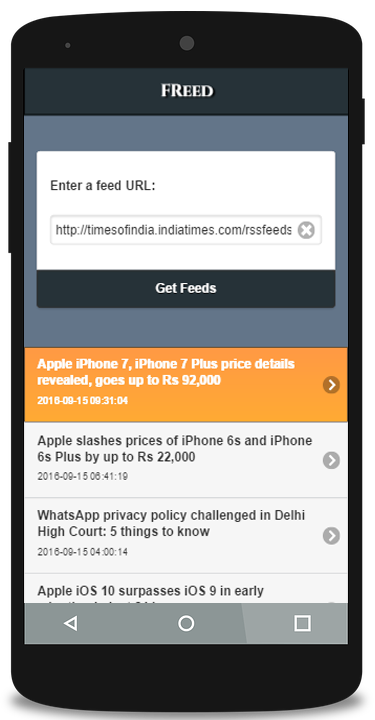 FREED
Enter a feed URL:
http://timesofindia.indiatimes.com/rssfeeds
Get Feeds
Apple iPhone 7, iPhone 7 Plus price details
revealed, goes up to Rs 92,000
2016-09-15 09:31:04
Apple slashes prices of iPhone 6s and iPhone
6s Plus by up to Rs 22,000
2016-09-15 06:41:19
WhatsApp privacy policy challenged in Delhi
High Court: 5 things to know
2016-09-15 04:00:14
Apple iOS 10 surpasses iOS 9 in early